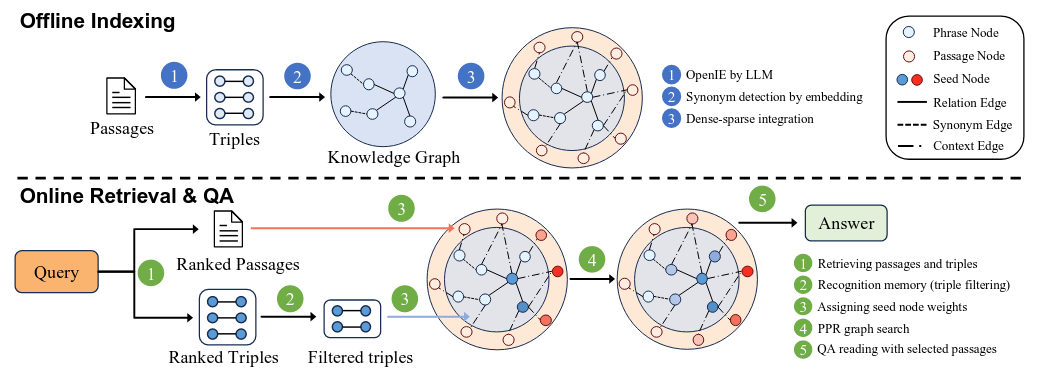 Offline Indexing
1
2
3
Passages
Triples
Knowledge Graph
1 OpenIE by LLM
2 Synonym detection by embedding
3 Dense-sparse integration
Phrase Node
Passage Node
Seed Node
Relation Edge
Synonym Edge
Context Edge
Online Retrieval & QA
Query
1
Ranked Passages
3
Ranked Triples
2
Filtered triples
3
4
5
Answer
1 Retrieving passages and triples
2 Recognition memory (triple filtering)
3 Assigning seed node weights
4 PPR graph search
5 QA reading with selected passages